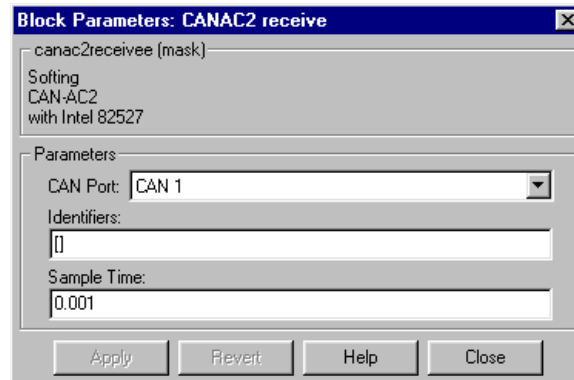 Block Parameters: CANAC2 receive
canac2receivee (mask)
Softing
CAN-AC2
with Intel 82527
Parameters
CAN Port: CAN 1
Identifiers:
[]
Sample Time:
0.001
Apply Revert Help Close